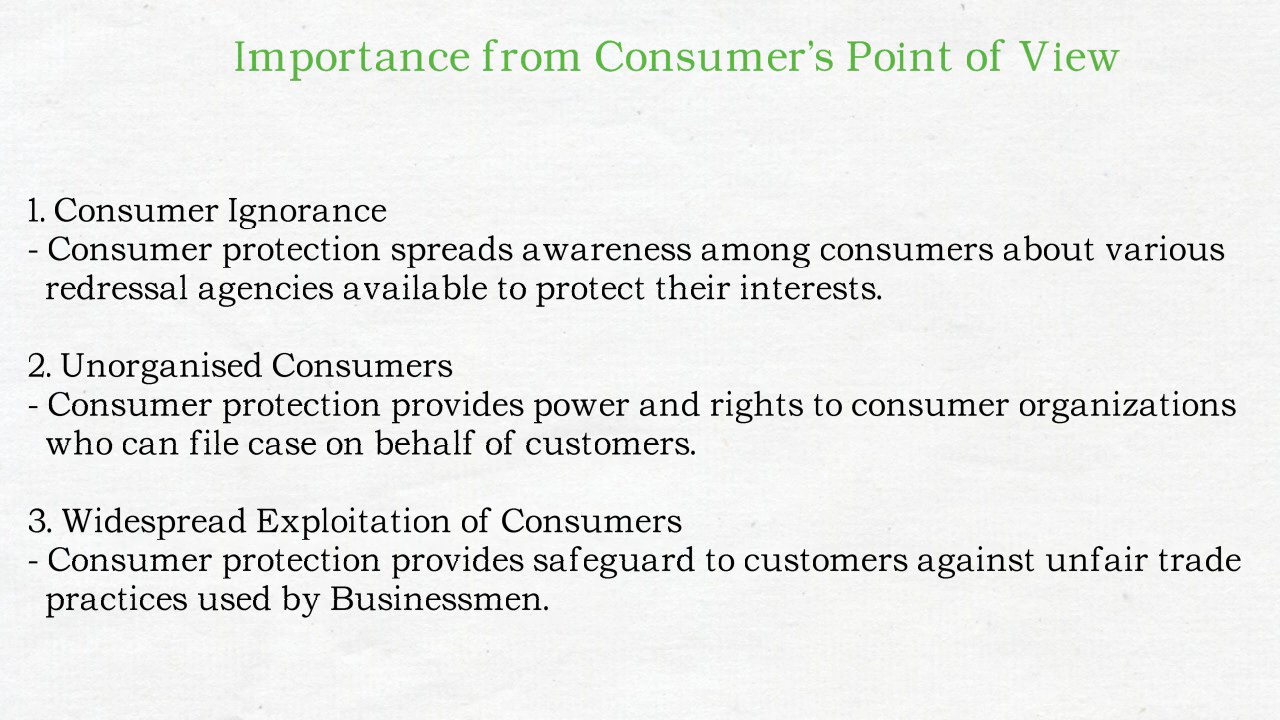 Importance from Consumer’s Point of View
1. Consumer Ignorance
- Consumer protection spreads awareness among consumers about various
redressal agencies available to protect their interests.
2. Unorganised Consumers
- Consumer protection provides power and rights to consumer organizations
who can file case on behalf of customers.
3. Widespread Exploitation of Consumers
- Consumer protection provides safeguard to customers against unfair trade
practices used by Businessmen.